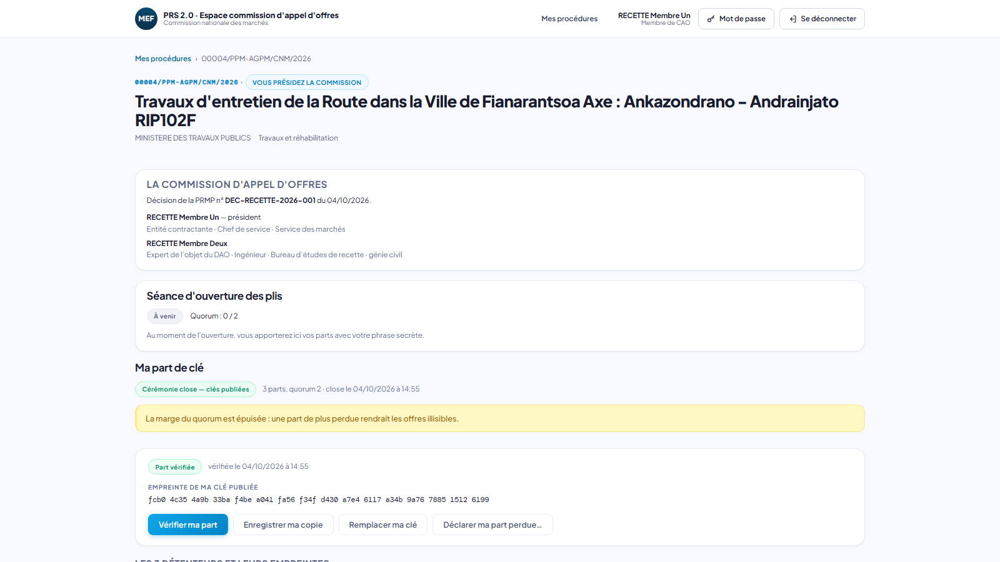 MEF
PRS 2.0 · Espace commission d'appel d'offres
Commission nationale des marchés
Mes procédures
RECETTE Membre Un
Membre de CAO
Mot de passe
Se déconnecter
Mes procédures › 00004/PPM-AGPM/CNM/2026
00004/PPM-AGPM/CNM/2026 · VOUS PRÉSIDEZ LA COMMISSION
Travaux d'entretien de la Route dans la Ville de Fianarantsoa Axe : Ankazondrano – Andrainjato
RIP102F
MINISTERE DES TRAVAUX PUBLICS Travaux et réhabilitation
LA COMMISSION D'APPEL D'OFFRES
Décision de la PRMP n° DEC-RECETTE-2026-001 du 04/10/2026.
RECETTE Membre Un — président
Entité contractante · Chef de service · Service des marchés
RECETTE Membre Deux
Expert de l'objet du DAO · Ingénieur · Bureau d'études de recette · génie civil
Séance d'ouverture des plis
À venir Quorum : 0 / 2
Au moment de l'ouverture, vous apporterez ici vos parts avec votre phrase secrète.
Ma part de clé
Cérémonie close — clés publiées 3 parts, quorum 2 · close le 04/10/2026 à 14:55
La marge du quorum est épuisée : une part de plus perdue rendrait les offres illisibles.
Part vérifiée vérifiée le 04/10/2026 à 14:55
EMPREINTE DE MA CLÉ PUBLIÉE
fcb0 4c35 4a9b 33ba f4be a041 fa56 f34f d430 a7e4 6117 a34b 9a76 7885 1512 6199
Vérifier ma part
Enregistrer ma copie
Remplacer ma clé
Déclarer ma part perdue…
LES 3 DÉTENTEURS ET LEURS EMPREINTES